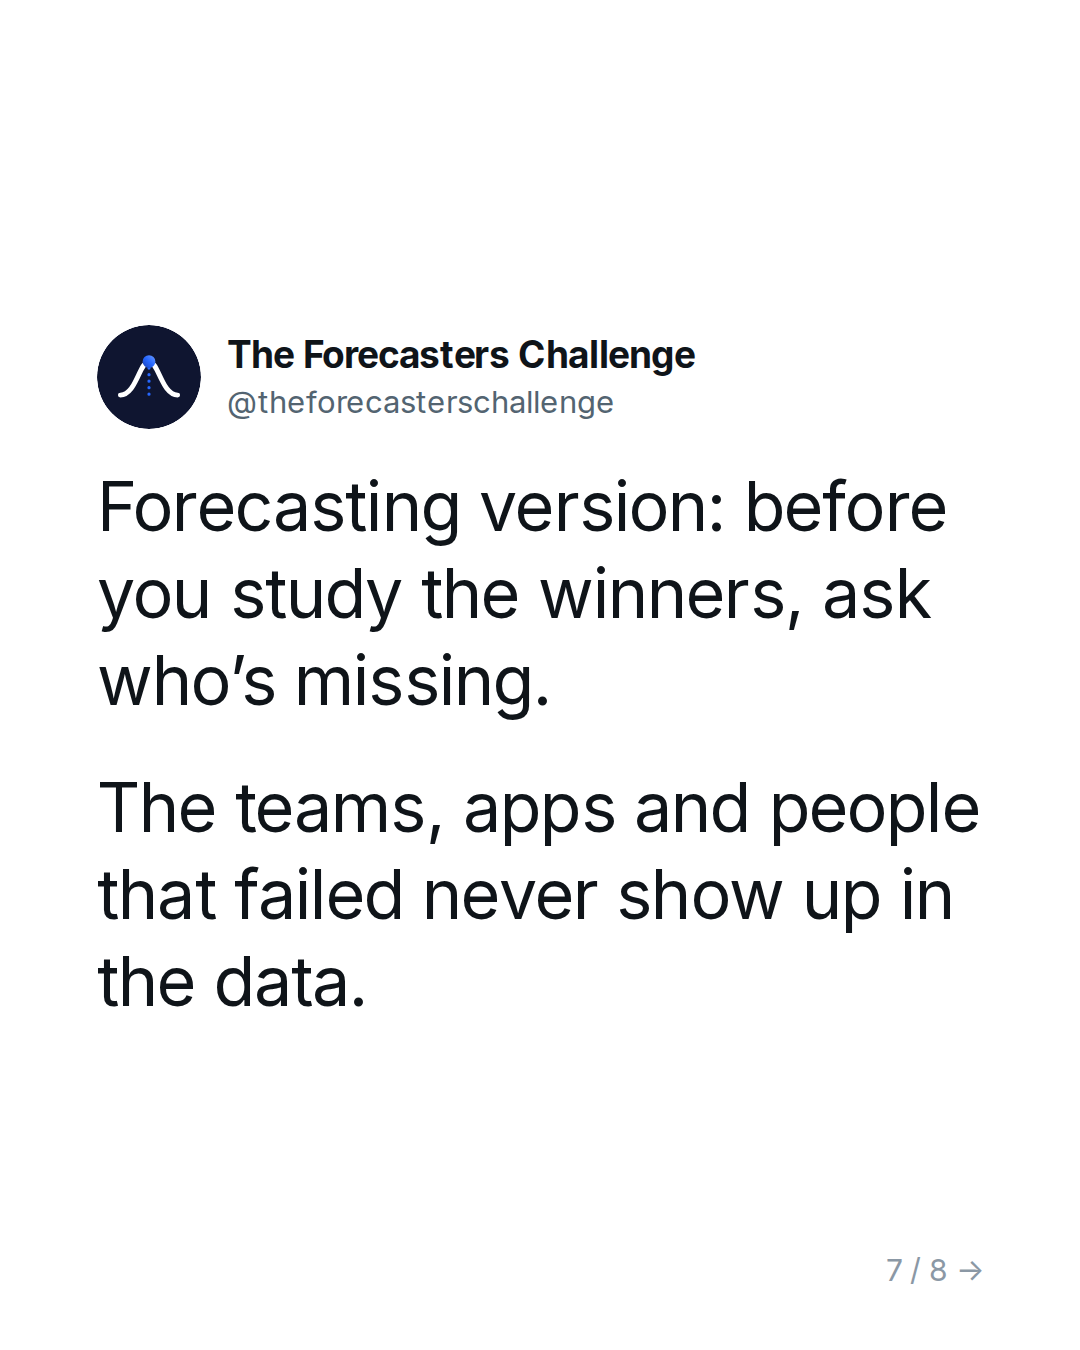 The Forecasters Challenge
@theforecasterschallenge
Forecasting version: before
you study the winners, ask
who’s missing.
The teams, apps and people
that failed never show up in
the data.
7 / 8 →